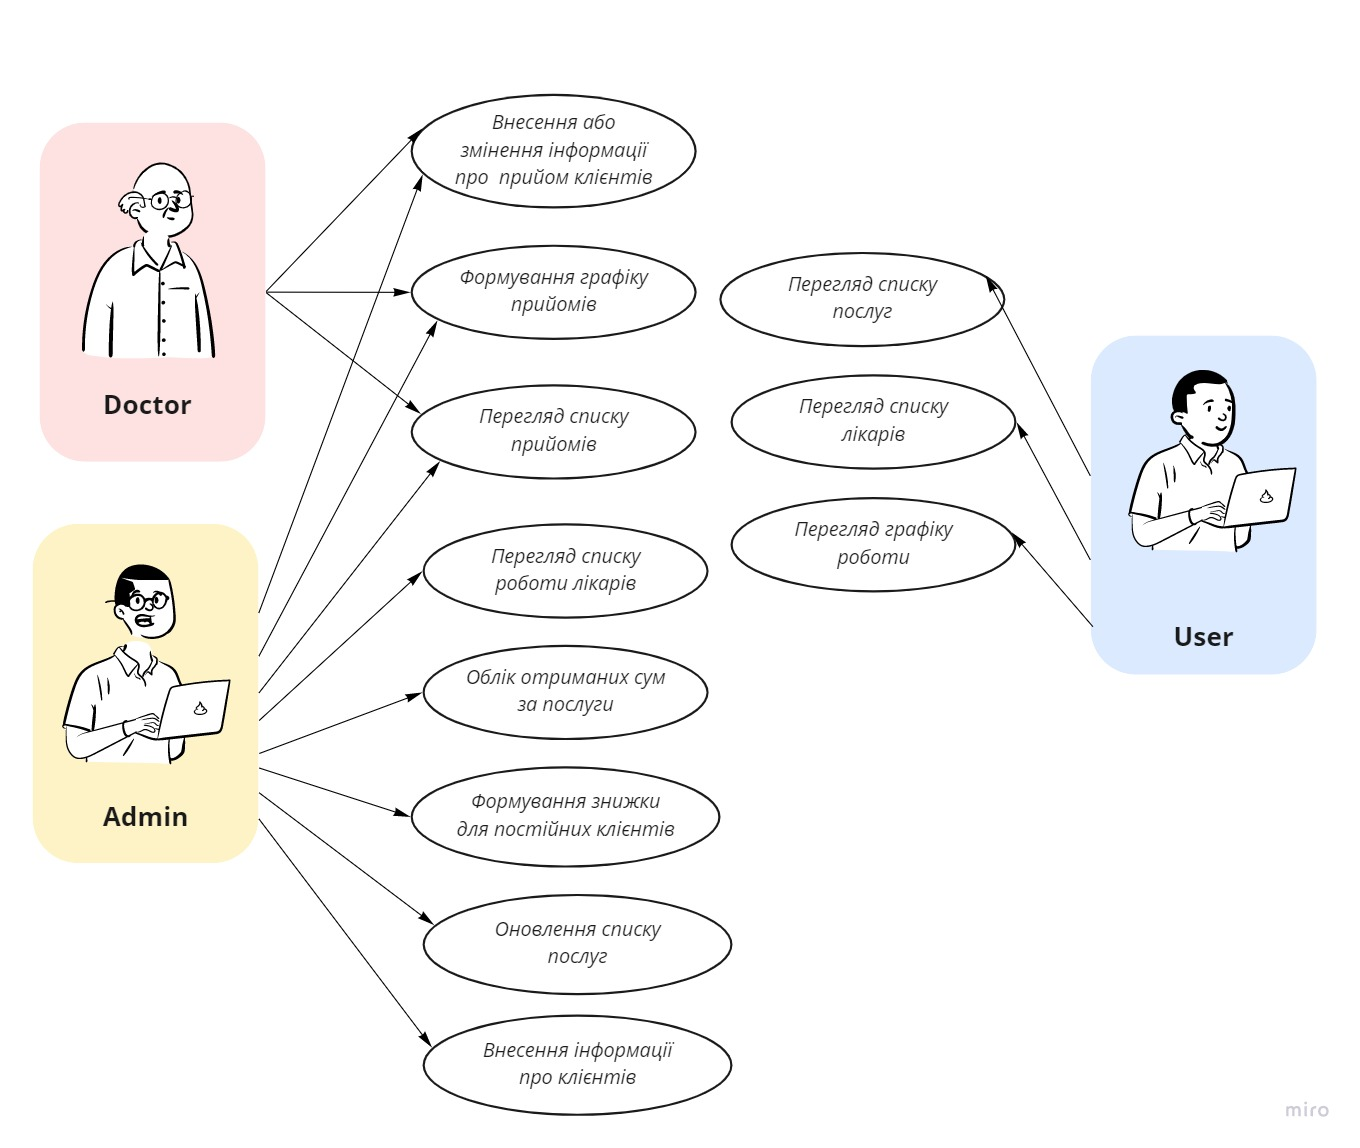 Doctor
Admin
Внесення або
змінення інформації
про прийом клієнтів
Формування графіку
прийомів
Перегляд списку
прийомів
Перегляд списку
роботи лікарів
Облік отриманих сум
за послуги
Формування знижки
для постійних клієнтів
Оновлення списку
послуг
Внесення інформації
про клієнтів
Перегляд списку
послуг
Перегляд списку
лікарів
Перегляд графіку
роботи
User
miro